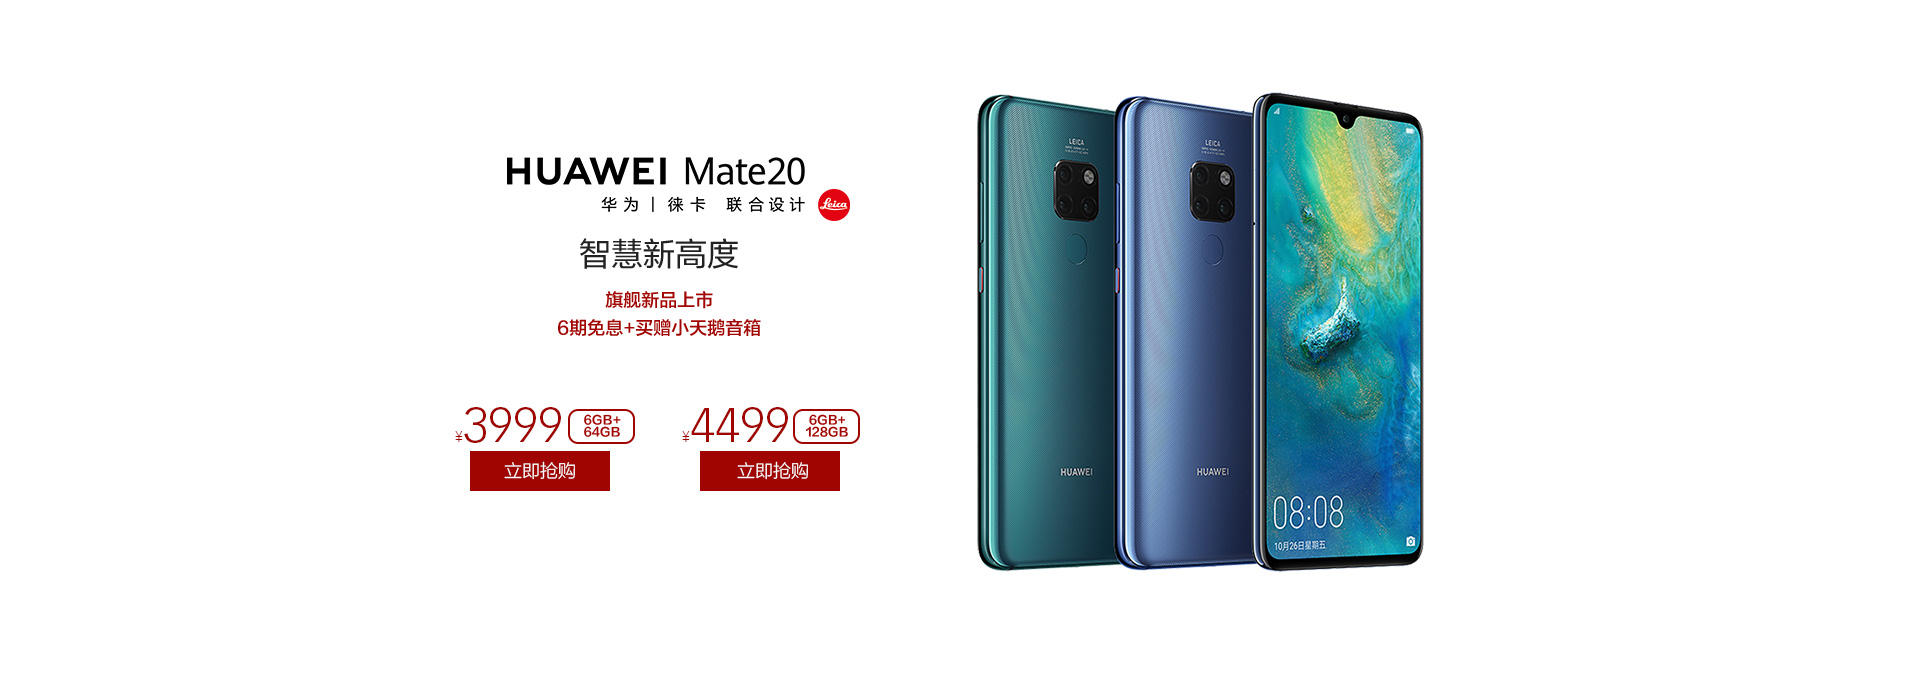 HUAWEI Mate20
华为 | 徕卡 联合设计
Leica
智慧新高度
旗舰新品上市
6期免息+买赠小天鹅音箱
¥3999
6GB+
64GB
立即抢购
¥4499
6GB+
128GB
立即抢购
LEICA
HUAWEI
LEICA
HUAWEI
08:08
10月26日星期五